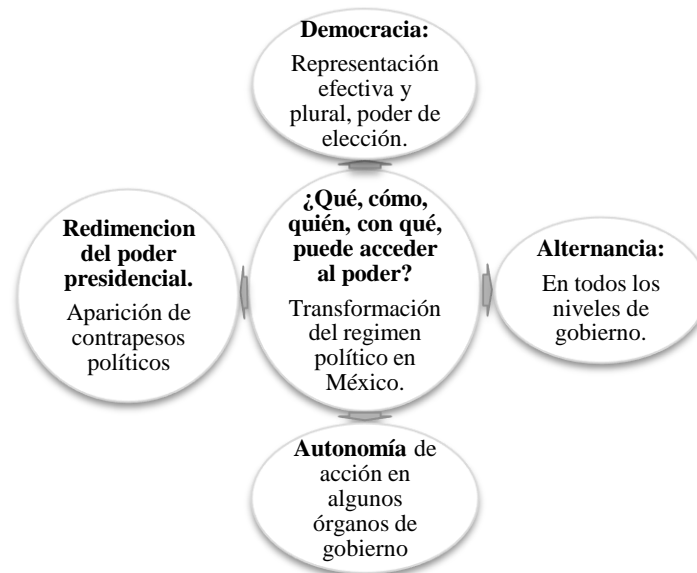 Democracia:
Representación
efectiva y
plural, poder de
elección.
Redimencion
del poder
presidencial.
Aparición de
contrapesos
políticos
¿Qué, cómo,
quién, con qué,
puede acceder
al poder?
Transformación
del regimen
político en
México.
Alternancia:
En todos los
niveles de
gobierno.
Autonomía de
acción en
algunos
órganos de
gobierno